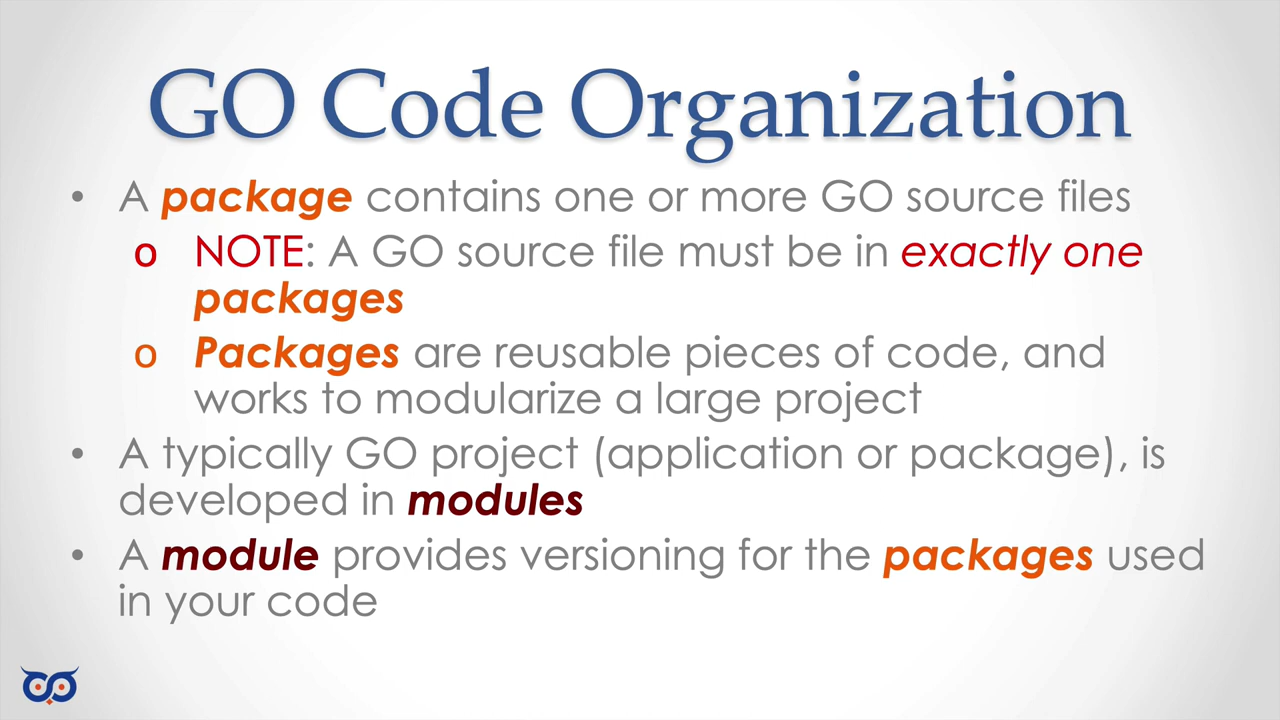 GO Code Organization
• A package contains one or more GO source files
o NOTE: A GO source file must be in exactly one
packages
o Packages are reusable pieces of code, and
works to modularize a large project
• A typically GO project (application or package), is
developed in modules
• A module provides versioning for the packages used
in your code